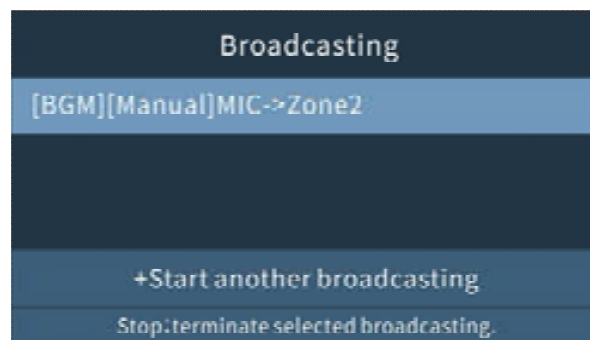 Broadcasting
[BGM][Manual]MIC->Zone2
+Start another broadcasting
Stop:terminate selected broadcasting.